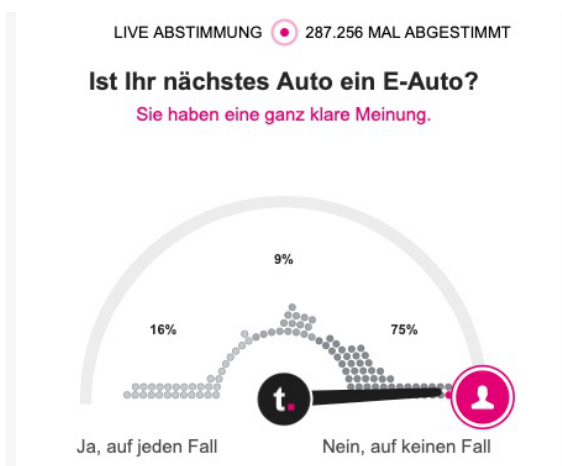 LIVE ABSTIMMUNG 287.256 MAL ABGESTIMMT
Ist Ihr nächstes Auto ein E-Auto?
Sie haben eine ganz klare Meinung.
9%
16% 75%
t.
Ja, auf jeden Fall Nein, auf keinen Fall